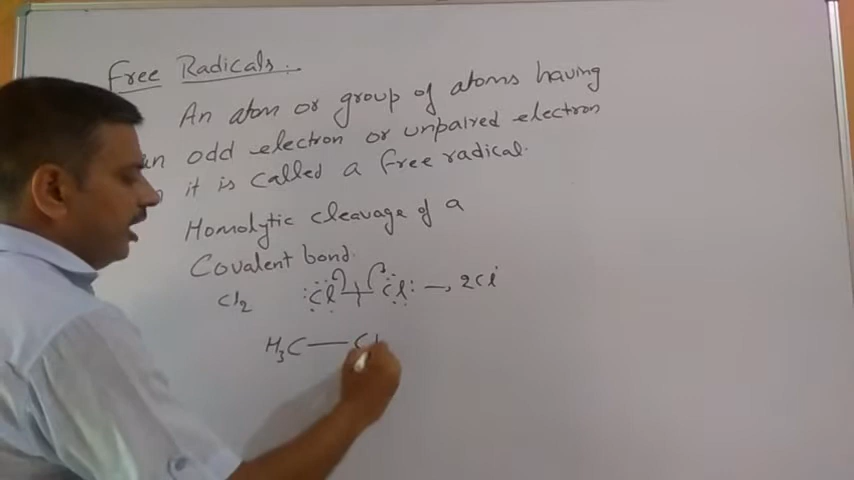 Free Radicals.
An atom or group of atoms having
an odd electron or unpaired electron
it is called a free radical.
Homolytic cleavage of a
Covalent bond.
Cl2 :Cl — Cl: → 2Cl•
H3C —